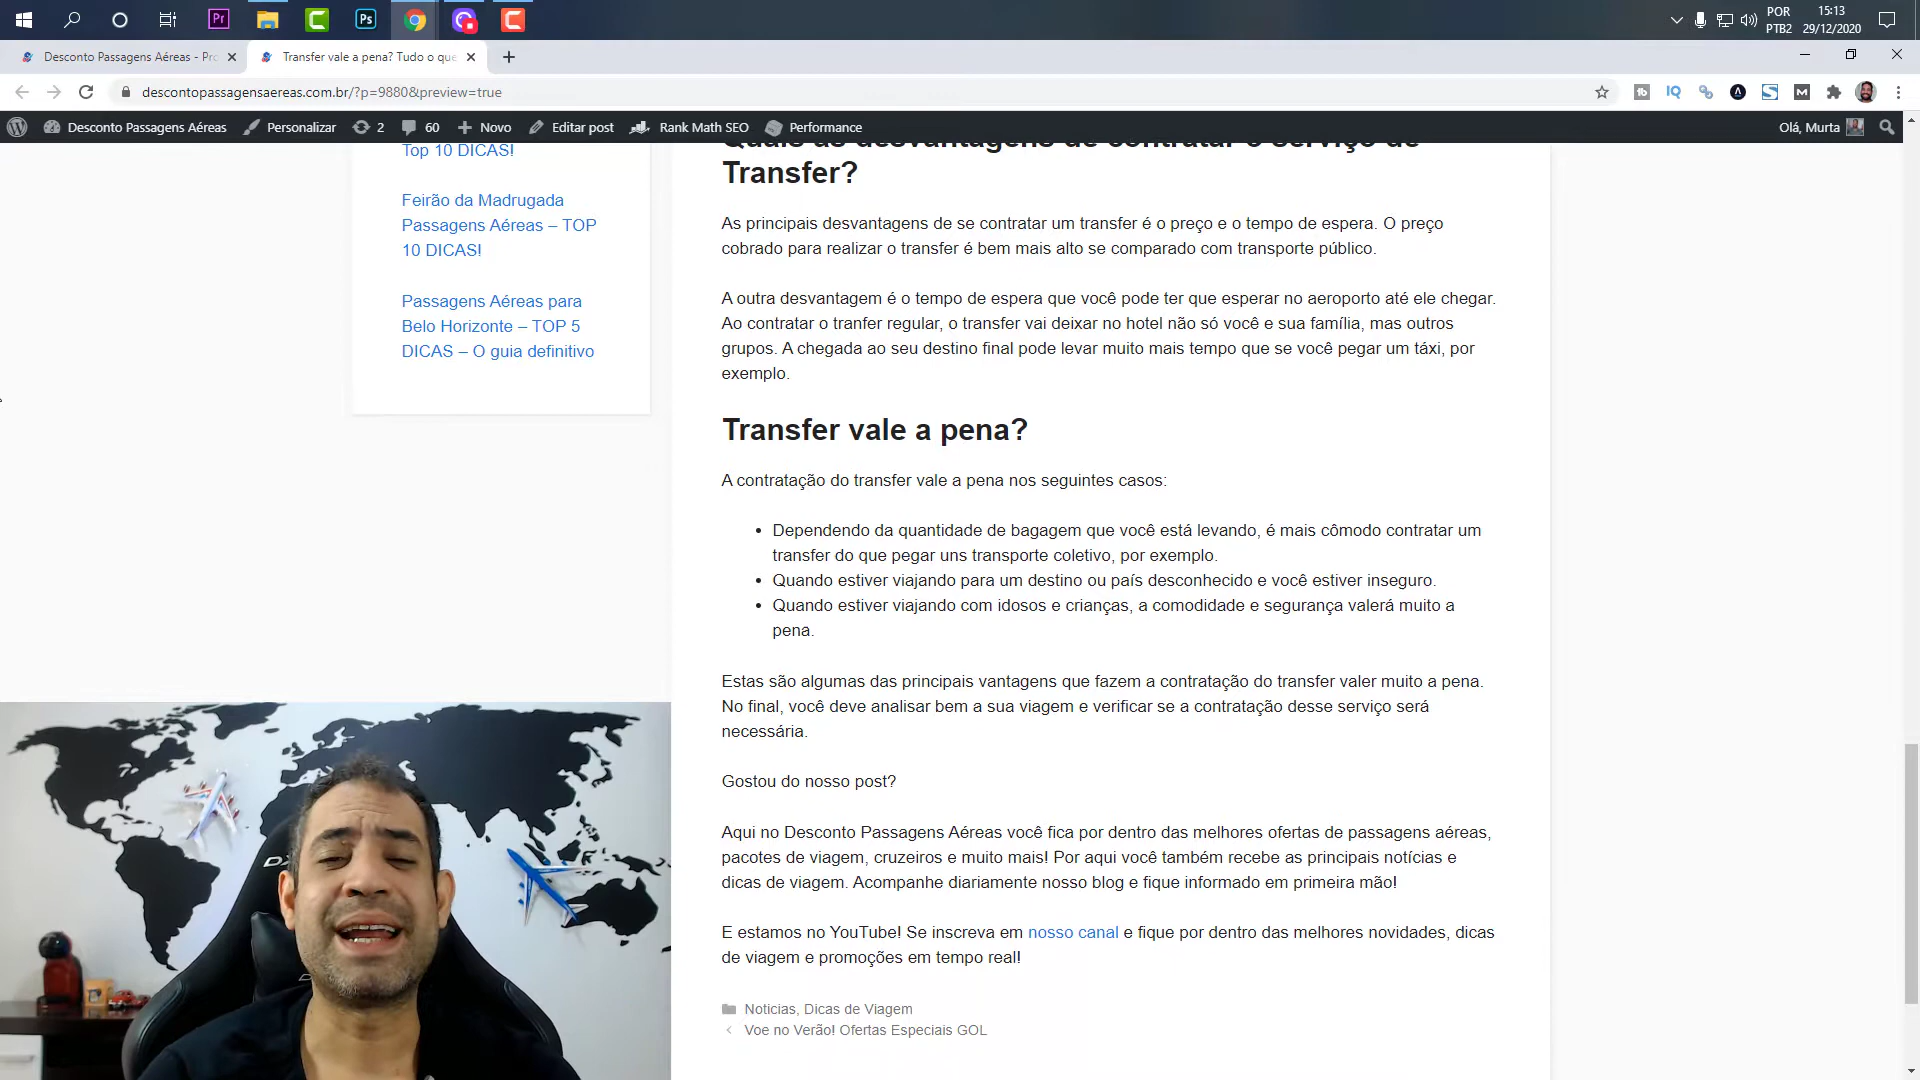 POR
PTB2
15:13
29/12/2020
Desconto Passagens Aéreas - Pro
Transfer vale a pena? Tudo o que
descontopassagensaereas.com.br/?p=9880&preview=true
Desconto Passagens Aéreas
Personalizar
2
60
Novo
Editar post
Rank Math SEO
Performance
Olá, Murta
Top 10 DICAS!
Feirão da Madrugada
Passagens Aéreas – TOP
10 DICAS!
Passagens Aéreas para
Belo Horizonte – TOP 5
DICAS – O guia definitivo
Quais as desvantagens de contratar o serviço de
Transfer?
As principais desvantagens de se contratar um transfer é o preço e o tempo de espera. O preço
cobrado para realizar o transfer é bem mais alto se comparado com transporte público.
A outra desvantagem é o tempo de espera que você pode ter que esperar no aeroporto até ele chegar.
Ao contratar o tranfer regular, o transfer vai deixar no hotel não só você e sua família, mas outros
grupos. A chegada ao seu destino final pode levar muito mais tempo que se você pegar um táxi, por
exemplo.
Transfer vale a pena?
A contratação do transfer vale a pena nos seguintes casos:
• Dependendo da quantidade de bagagem que você está levando, é mais cômodo contratar um
transfer do que pegar uns transporte coletivo, por exemplo.
• Quando estiver viajando para um destino ou país desconhecido e você estiver inseguro.
• Quando estiver viajando com idosos e crianças, a comodidade e segurança valerá muito a
pena.
Estas são algumas das principais vantagens que fazem a contratação do transfer valer muito a pena.
No final, você deve analisar bem a sua viagem e verificar se a contratação desse serviço será
necessária.
Gostou do nosso post?
Aqui no Desconto Passagens Aéreas você fica por dentro das melhores ofertas de passagens aéreas,
pacotes de viagem, cruzeiros e muito mais! Por aqui você também recebe as principais notícias e
dicas de viagem. Acompanhe diariamente nosso blog e fique informado em primeira mão!
E estamos no YouTube! Se inscreva em nosso canal e fique por dentro das melhores novidades, dicas
de viagem e promoções em tempo real!
Noticias, Dicas de Viagem
Voe no Verão! Ofertas Especiais GOL